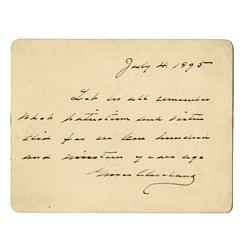 July 4. 1895
Let us all remember
what patriotism and virtue
did for us one hundred
and nineteen years ago
Grover Cleveland